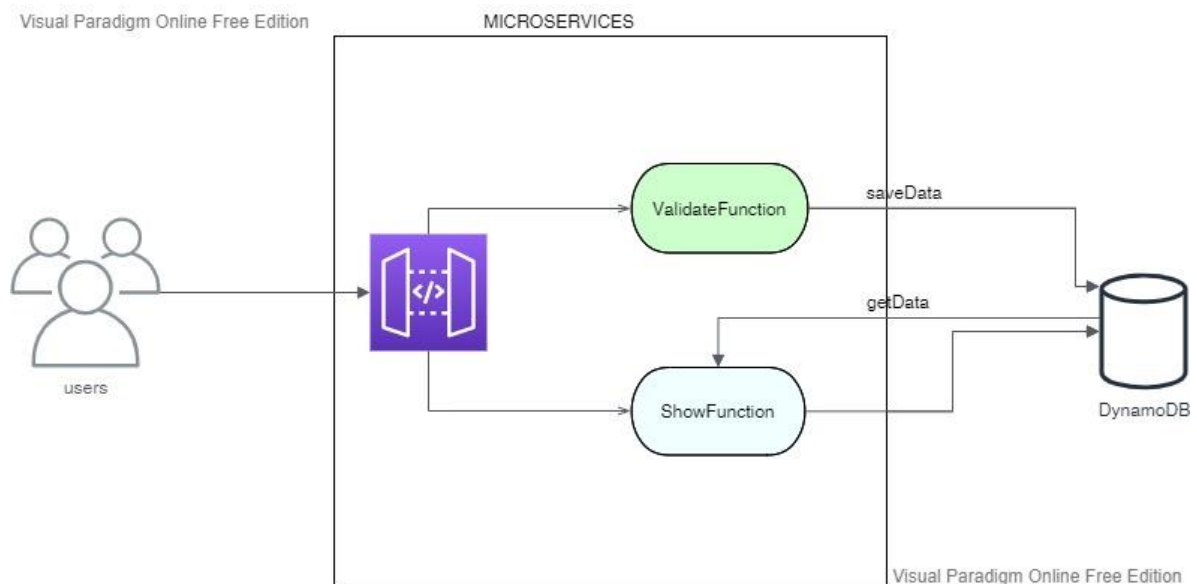 Visual Paradigm Online Free Edition
MICROSERVICES
ValidateFunction
saveData
</>
getData
users
ShowFunction
DynamoDB
Visual Paradigm Online Free Edition